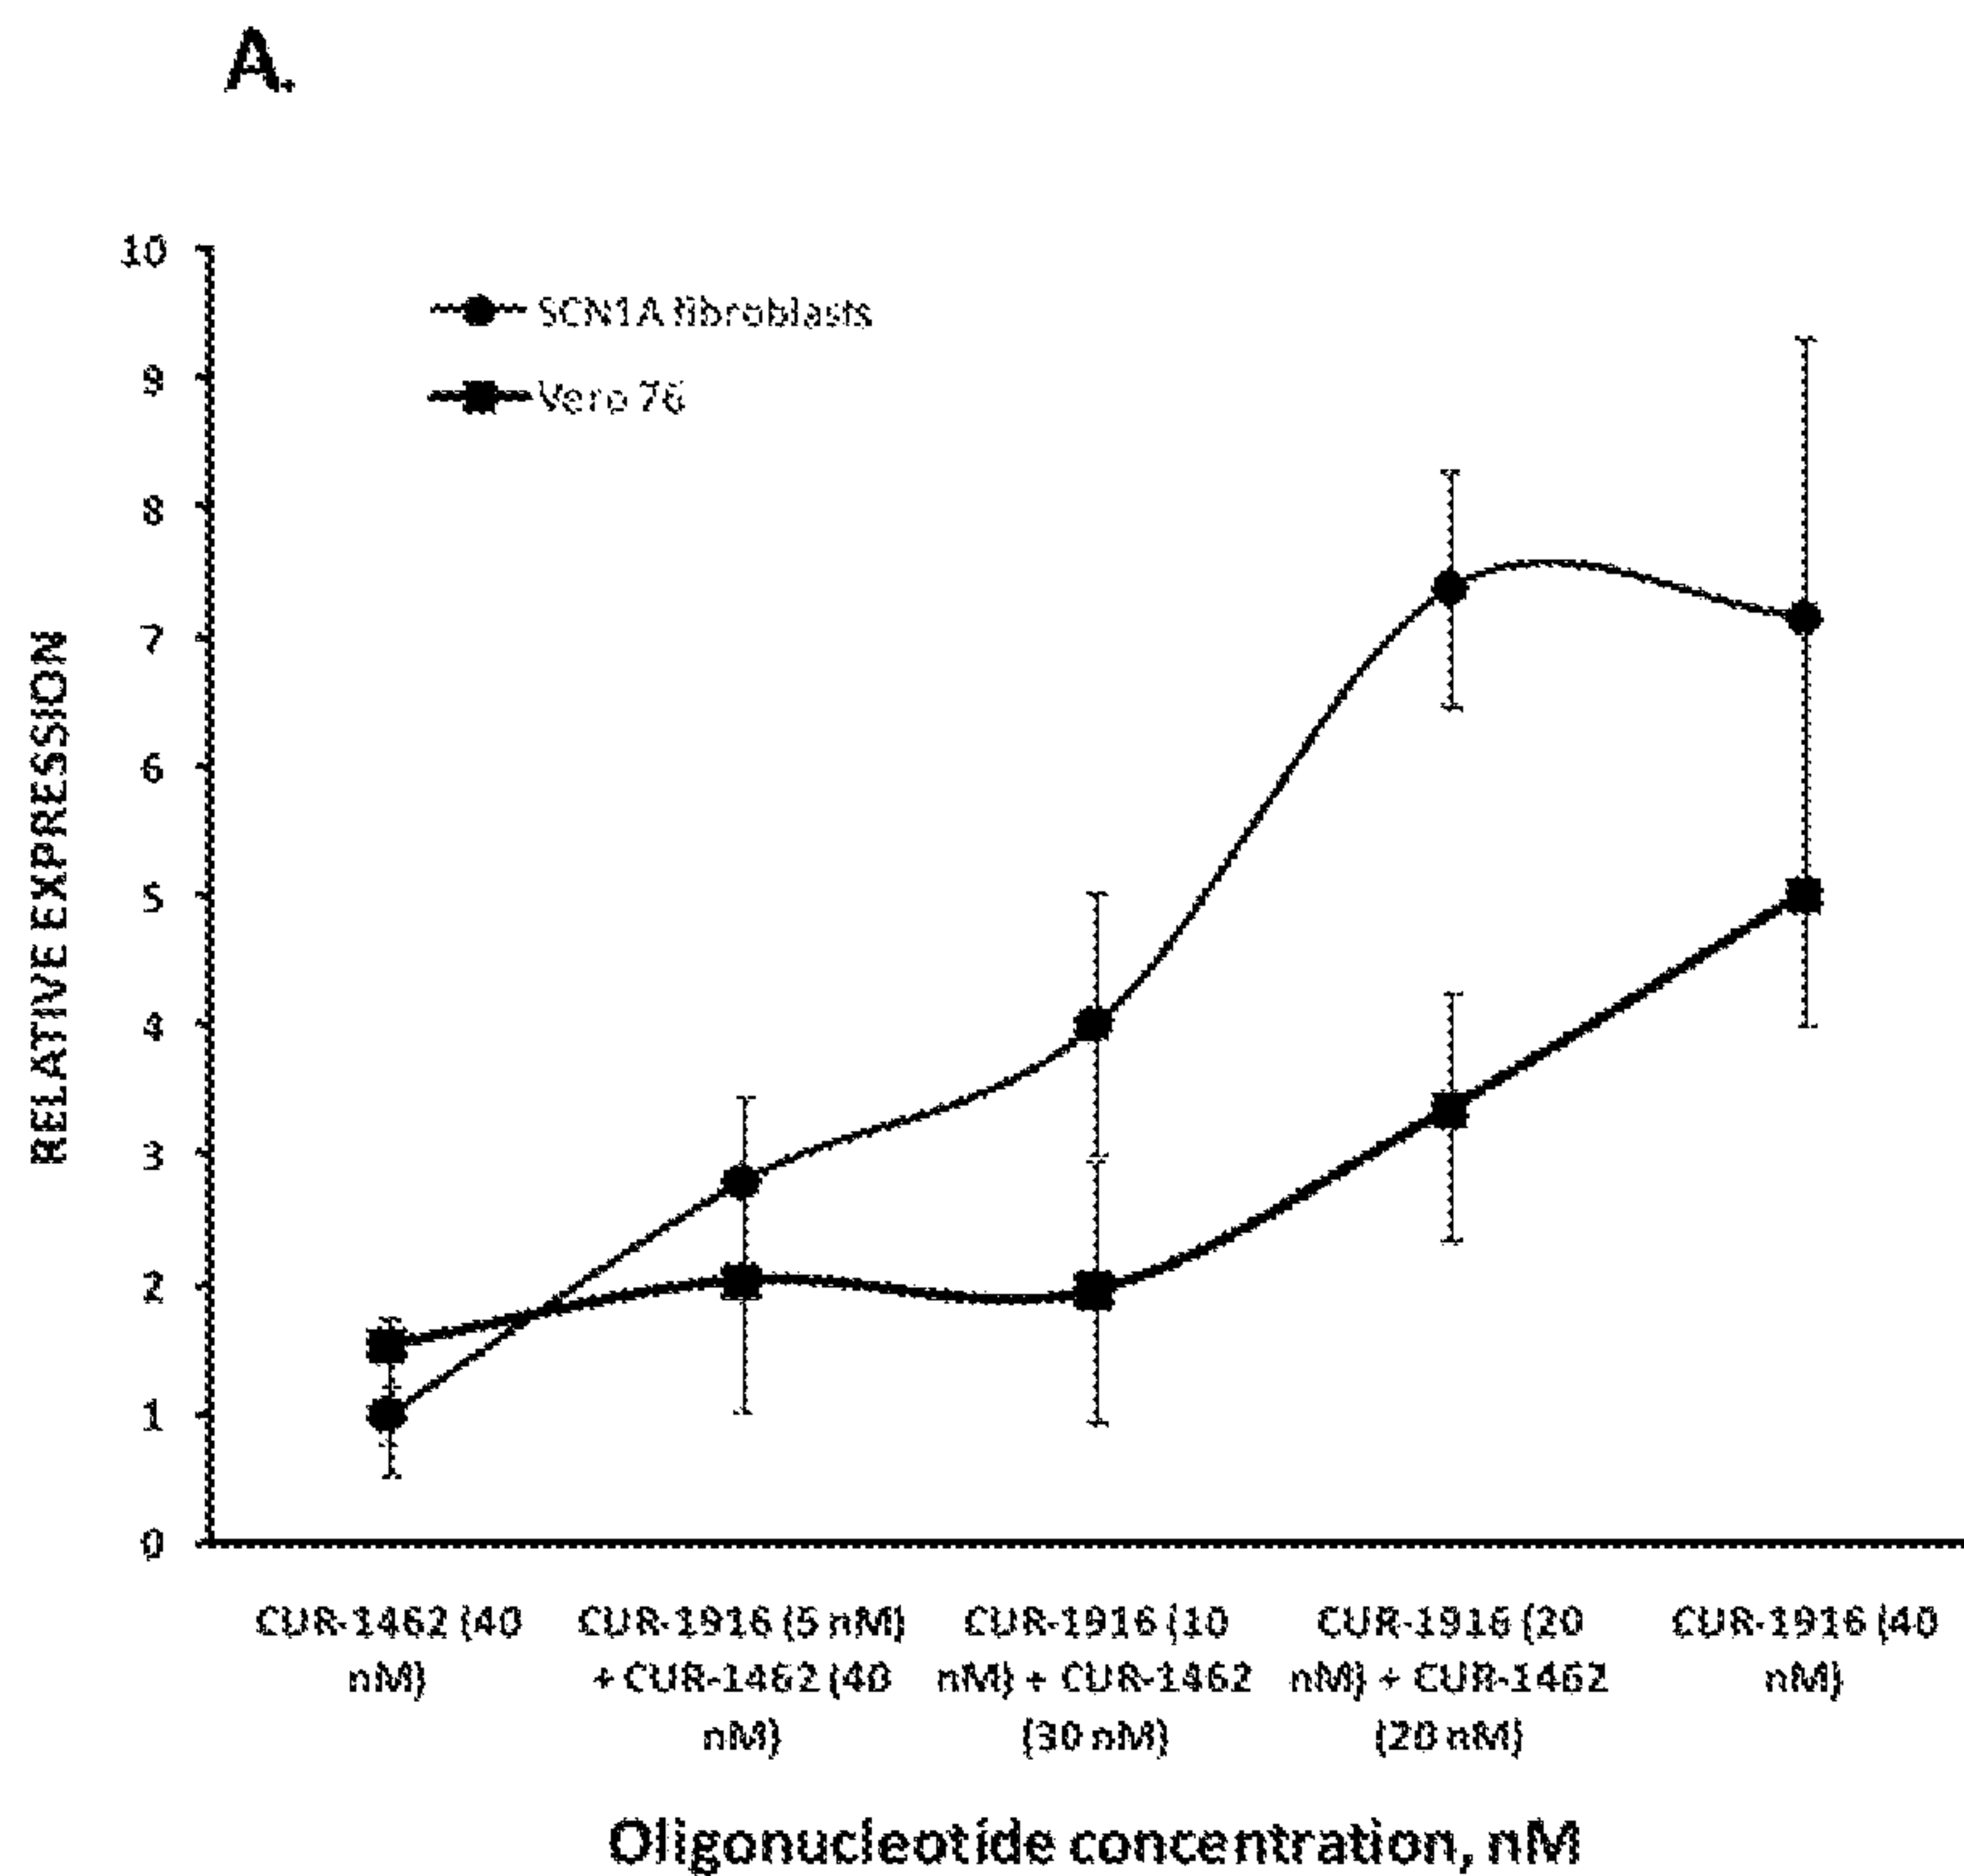 A.
10
9
8
7
6
5
4
3
2
1
0
RELATIVE EXPRESSION
SCN1A fibroblasts
Vero 76
CUR-1462 (40
nM)
CUR-1916 (5 nM)
+ CUR-1462 (40
nM)
CUR-1916 (10
nM) + CUR-1462
(30 nM)
CUR-1916 (20
nM) + CUR-1462
(20 nM)
CUR-1916 (40
nM)
Oligonucleotide concentration, nM